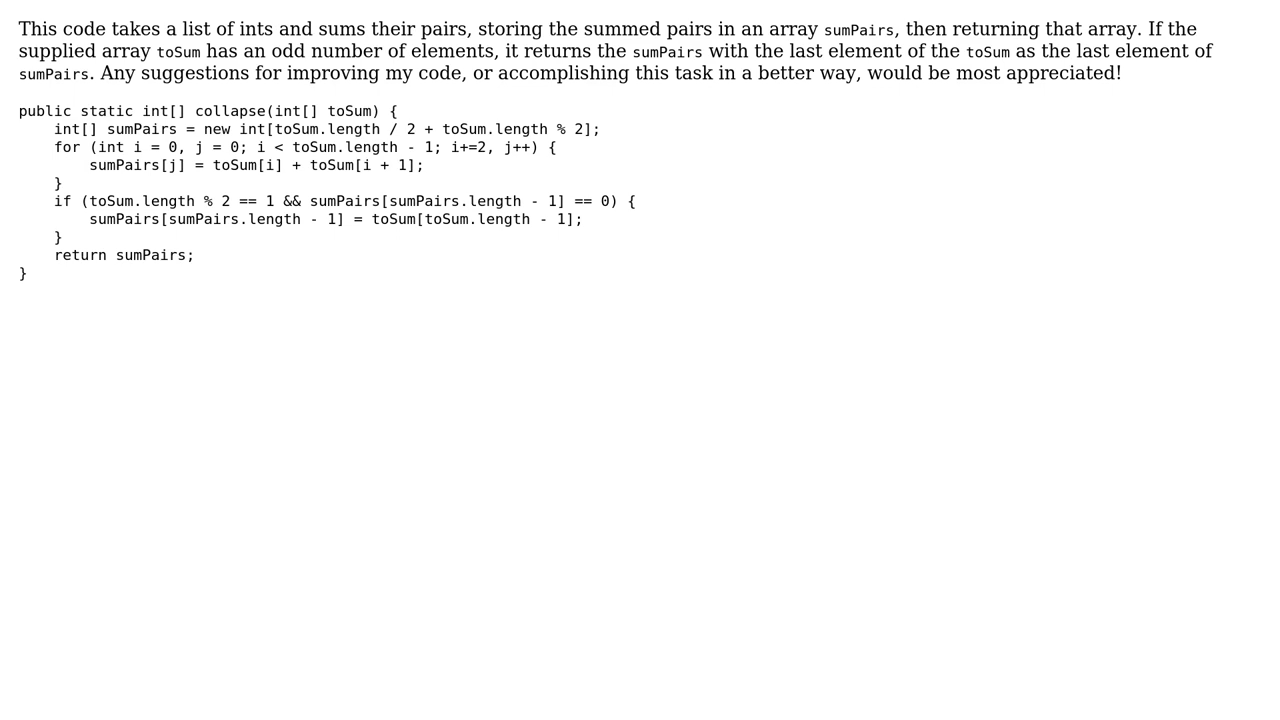 This code takes a list of ints and sums their pairs, storing the summed pairs in an array sumPairs, then returning that array. If the
supplied array toSum has an odd number of elements, it returns the sumPairs with the last element of the toSum as the last element of
sumPairs. Any suggestions for improving my code, or accomplishing this task in a better way, would be most appreciated!
public static int[] collapse(int[] toSum) {
    int[] sumPairs = new int[toSum.length / 2 + toSum.length % 2];
    for (int i = 0, j = 0; i < toSum.length - 1; i+=2, j++) {
        sumPairs[j] = toSum[i] + toSum[i + 1];
    }
    if (toSum.length % 2 == 1 && sumPairs[sumPairs.length - 1] == 0) {
        sumPairs[sumPairs.length - 1] = toSum[toSum.length - 1];
    }
    return sumPairs;
}